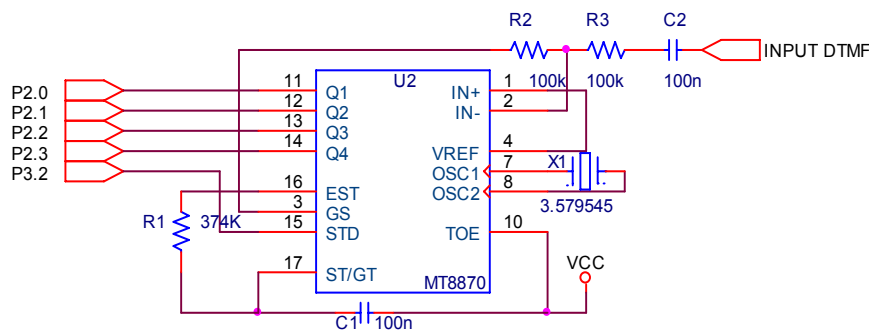 R2
R3
C2
100k
100k
100n
INPUT DTMF
P2.0
P2.1
P2.2
P2.3
P3.2
R1
374K
U2
11
Q1
12
Q2
13
Q3
14
Q4
16
EST
3
GS
15
STD
17
ST/GT
1
IN+
2
IN-
4
VREF
7
OSC1
8
OSC2
10
TOE
MT8870
X1
3.579545
VCC
C1
100n